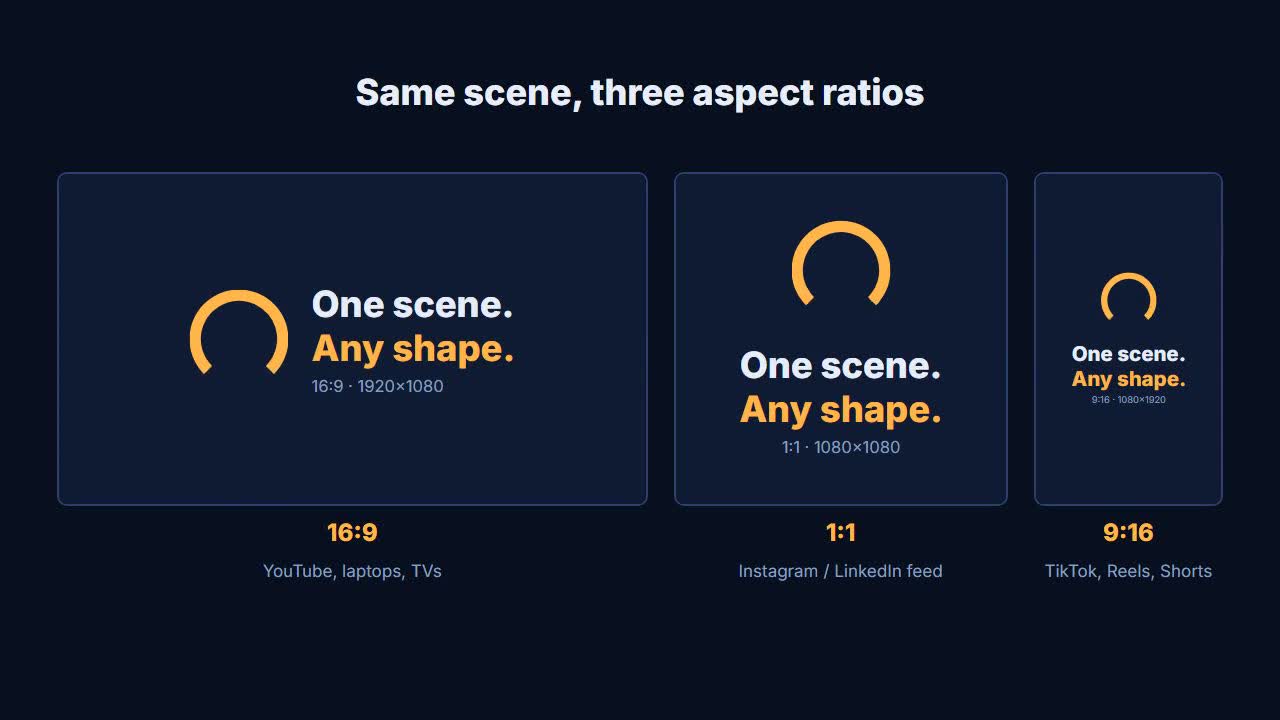 Same scene, three aspect ratios
One scene.
Any shape.
16:9 · 1920×1080
16:9
YouTube, laptops, TVs
One scene.
Any shape.
1:1 · 1080×1080
1:1
Instagram / LinkedIn feed
One scene.
Any shape.
9:16 · 1080×1920
9:16
TikTok, Reels, Shorts